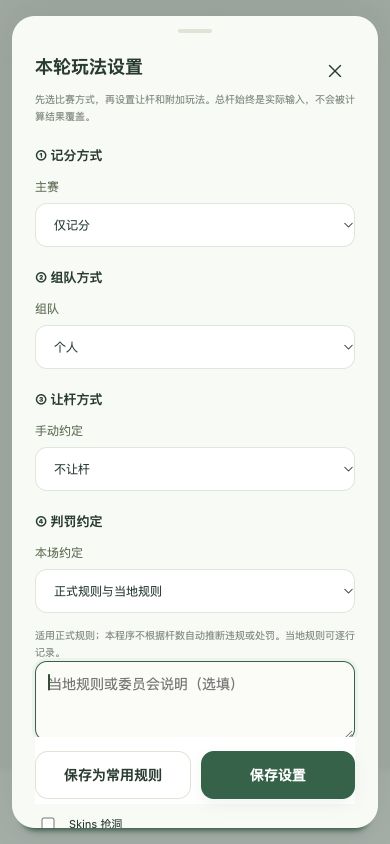 本轮玩法设置
先选比赛方式，再设置让杆和附加玩法。总杆始终是实际输入，不会被计
算结果覆盖。
① 记分方式
主赛
仅记分
② 组队方式
组队
个人
③ 让杆方式
手动约定
不让杆
④ 判罚约定
本场约定
正式规则与当地规则
适用正式规则；本程序不根据杆数自动推断违规或处罚。当地规则可逐行
记录。
当地规则或委员会说明（选填）
保存为常用规则
保存设置
Skins 抢洞